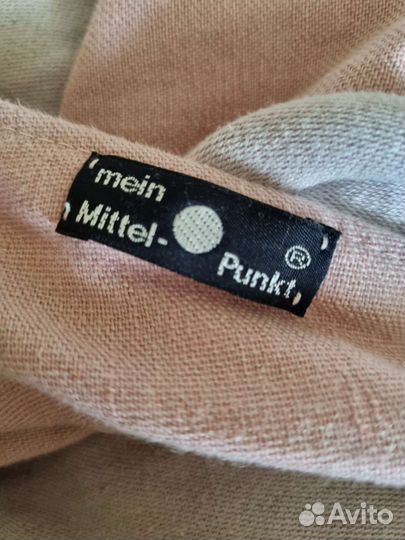 mein
Mittel-
Punkt ®
Avito